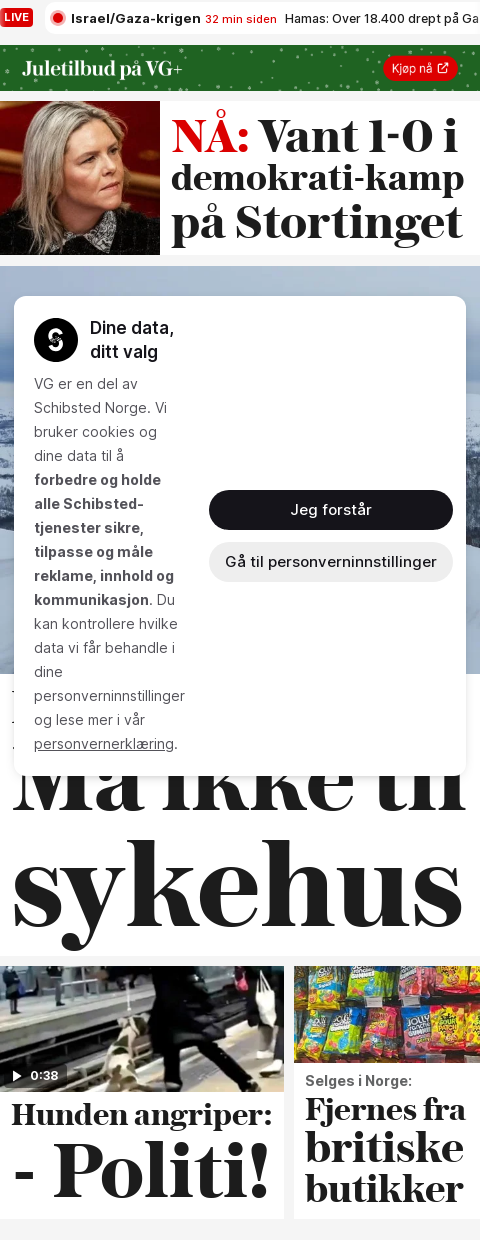 LIVE Israel/Gaza-krigen 32 min siden Hamas: Over 18.400 drept på Ga
Juletilbud på VG+ Kjøp nå
NÅ: Vant 1-0 i
demokrati-kamp
på Stortinget
Dine data,
ditt valg
VG er en del av
Schibsted Norge. Vi
bruker cookies og
dine data til å
forbedre og holde
alle Schibsted-
tjenester sikre,
tilpasse og måle
reklame, innhold og
kommunikasjon. Du
kan kontrollere hvilke
data vi får behandle i
dine
personverninnstillinger
og lese mer i vår
personvernerklæring.
Jeg forstår
Gå til personverninnstillinger
Må ikke til
sykehus
0:38
Hunden angriper:
- Politi!
Selges i Norge:
Fjernes fra
britiske
butikker